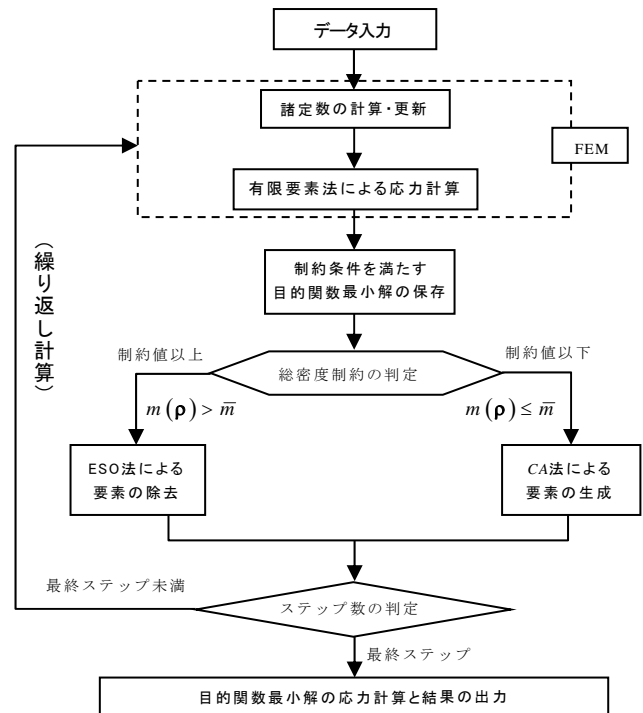 データ入力
諸定数の計算・更新
FEM
有限要素法による応力計算
(繰り返し計算)
制約条件を満たす
目的関数最小解の保存
制約値以上
制約値以下
総密度制約の判定
m(ρ) > m̅
m(ρ) ≤ m̅
ESO法による
要素の除去
CA法による
要素の生成
最終ステップ未満
ステップ数の判定
最終ステップ
目的関数最小解の応力計算と結果の出力